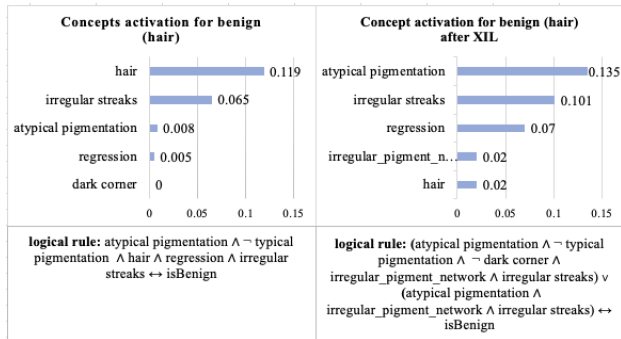 Concepts activation for benign
(hair)
hair
0.119
irregular streaks
0.065
atypical pigmentation
0.008
regression
0.005
dark corner
0
0
0.05
0.1
0.15
logical rule: atypical pigmentation ∧ ¬ typical
pigmentation ∧ hair ∧ regression ∧ irregular
streaks ↔ isBenign
Concept activation for benign (hair)
after XIL
atypical pigmentation
0.135
irregular streaks
0.101
regression
0.07
irregular_pigment_n...
0.02
hair
0.02
0
0.05
0.1
0.15
logical rule: (atypical pigmentation ∧ ¬ typical
pigmentation ∧ ¬ dark corner ∧
irregular_pigment_network ∧ irregular streaks) ∨
(atypical pigmentation ∧
irregular_pigment_network ∧ irregular streaks) ↔
isBenign